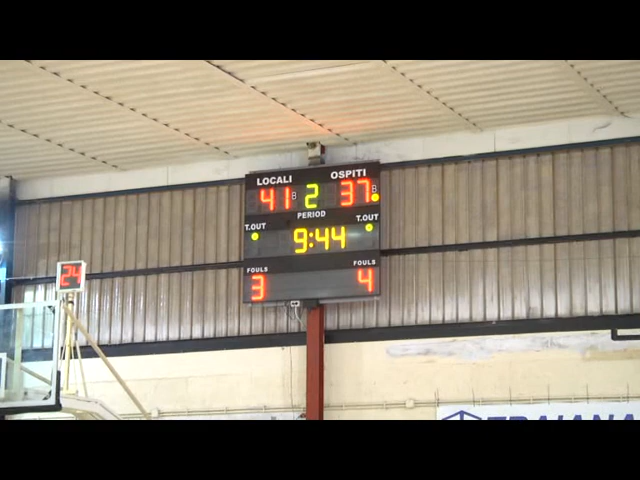 LOCALI OSPITI
41 B 2 37 B
PERIOD
T.OUT 9:44 T.OUT
FOULS FOULS
3 4
24